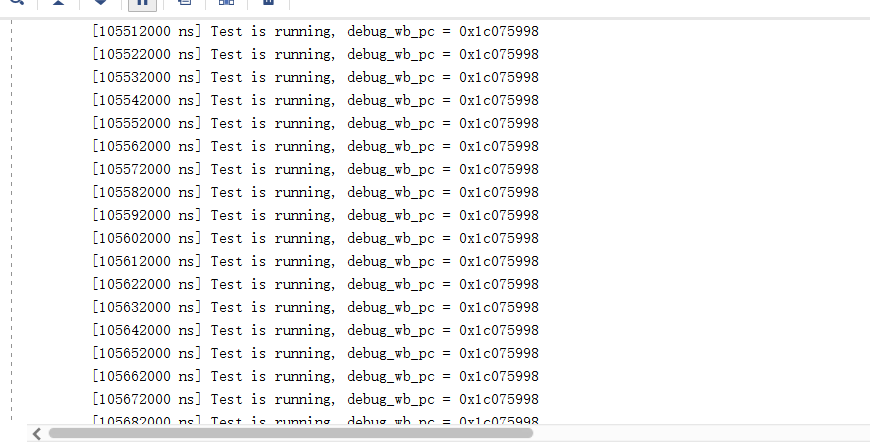 [105512000 ns] Test is running, debug_wb_pc = 0x1c075998
[105522000 ns] Test is running, debug_wb_pc = 0x1c075998
[105532000 ns] Test is running, debug_wb_pc = 0x1c075998
[105542000 ns] Test is running, debug_wb_pc = 0x1c075998
[105552000 ns] Test is running, debug_wb_pc = 0x1c075998
[105562000 ns] Test is running, debug_wb_pc = 0x1c075998
[105572000 ns] Test is running, debug_wb_pc = 0x1c075998
[105582000 ns] Test is running, debug_wb_pc = 0x1c075998
[105592000 ns] Test is running, debug_wb_pc = 0x1c075998
[105602000 ns] Test is running, debug_wb_pc = 0x1c075998
[105612000 ns] Test is running, debug_wb_pc = 0x1c075998
[105622000 ns] Test is running, debug_wb_pc = 0x1c075998
[105632000 ns] Test is running, debug_wb_pc = 0x1c075998
[105642000 ns] Test is running, debug_wb_pc = 0x1c075998
[105652000 ns] Test is running, debug_wb_pc = 0x1c075998
[105662000 ns] Test is running, debug_wb_pc = 0x1c075998
[105672000 ns] Test is running, debug_wb_pc = 0x1c075998
[105682000 ns] Test is running, debug_wb_pc = 0x1c075998